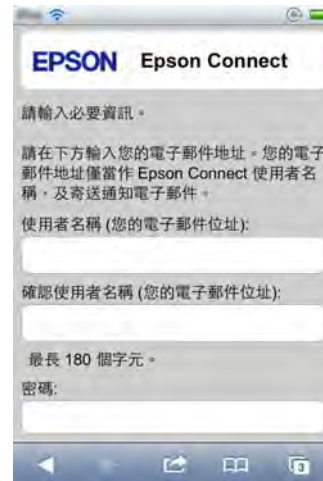 EPSON Epson Connect
請輸入必要資訊。
請在下方輸入您的電子郵件地址。您的電子
郵件地址僅當作 Epson Connect 使用者名
稱，及寄送通知電子郵件。
使用者名稱 (您的電子郵件位址):
確認使用者名稱 (您的電子郵件位址):
最長 180 個字元。
密碼:
3